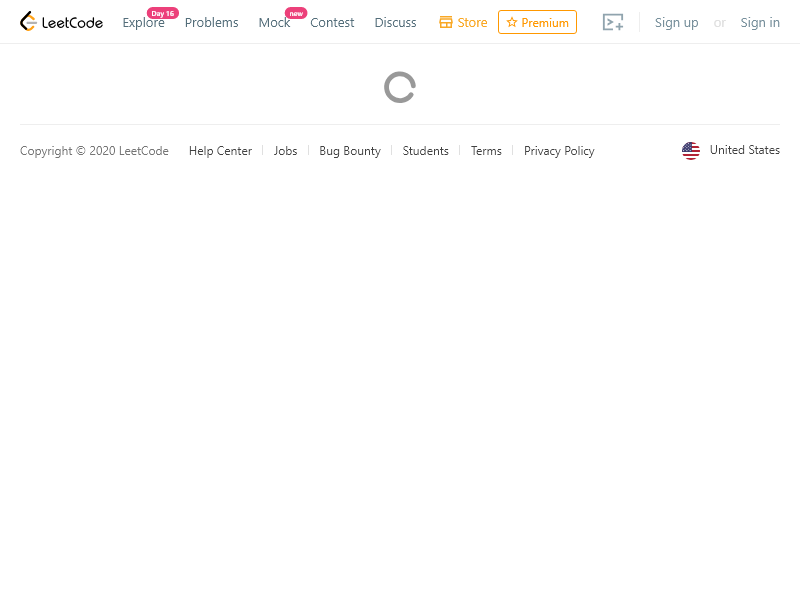 LeetCode Explore Day 16 Problems Mock new Contest Discuss Store Premium Sign up or Sign in
Copyright © 2020 LeetCode Help Center Jobs Bug Bounty Students Terms Privacy Policy United States